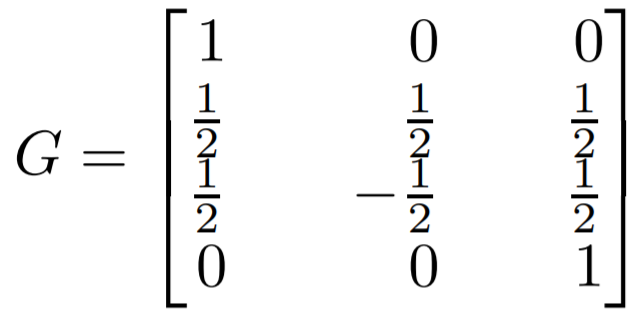 G = [ 1 0 0
1/2 1/2 1/2
1/2 -1/2 1/2
0 0 1 ]